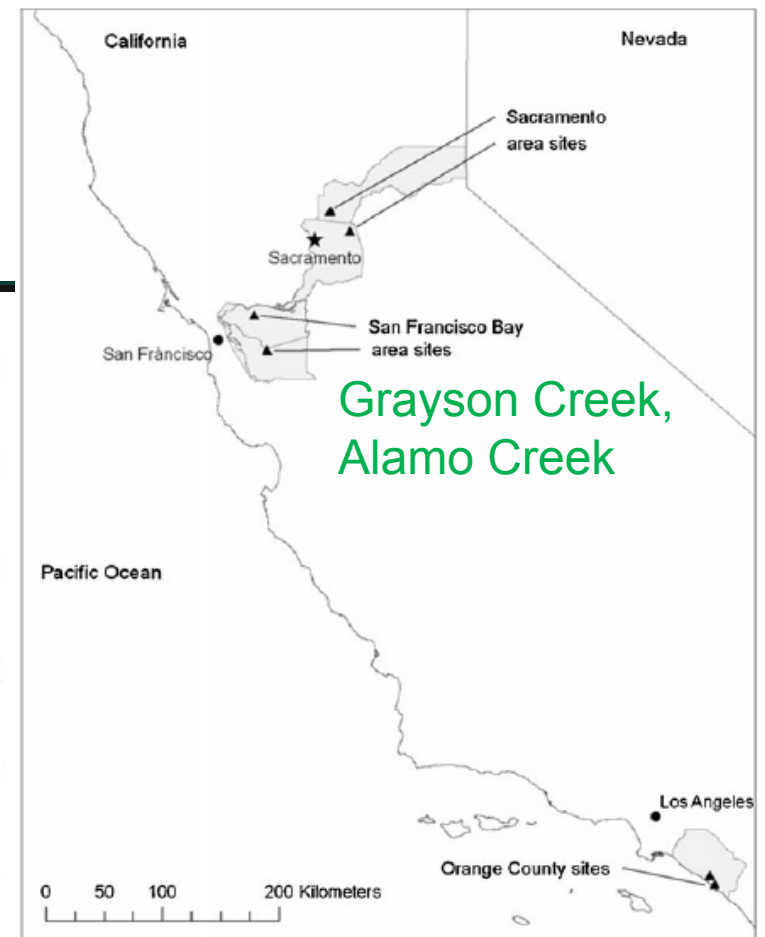 California
Nevada
Sacramento
area sites
Sacramento
San Francisco Bay
area sites
San Fràncisco
Grayson Creek,
Alamo Creek
Pacific Ocean
Los Angeles
Orange County sites
0 50 100 200 Kilometers